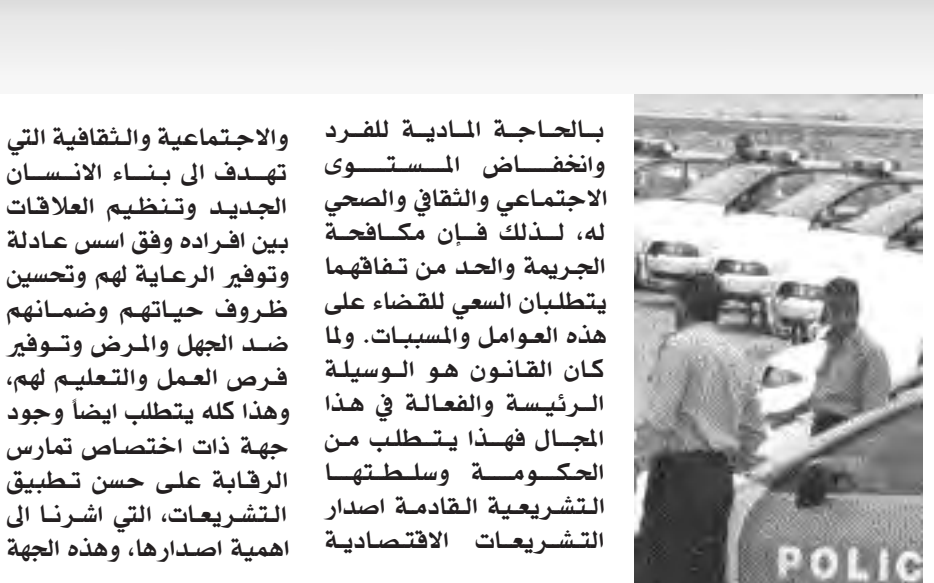 بالحاجة المادية للفرد
وانخفاض المستوى
الاجتماعي والثقافي والصحي
له، لذلك فإن مكافحة
الجريمة والحد من تفاقهما
يتطلبان السعي للقضاء على
هذه العوامل والمسببات. ولما
كان القانون هو الوسيلة
الرئيسة والفعالة في هذا
المجال فهذا يتطلب من
الحكومة وسلطتها
التشريعية القادمة اصدار
التشريعات الاقتصادية
والاجتماعية والثقافية التي
تهدف الى بناء الانسان
الجديد وتنظيم العلاقات
بين افراده وفق اسس عادلة
وتوفير الرعاية لهم وتحسين
ظروف حياتهم وضمانهم
ضد الجهل والمرض وتوفير
فرص العمل والتعليم لهم،
وهذا كله يتطلب ايضاً وجود
جهة ذات اختصاص تمارس
الرقابة على حسن تطبيق
التشريعات، التي اشرنا الى
اهمية اصدارها، وهذه الجهة
POLIC